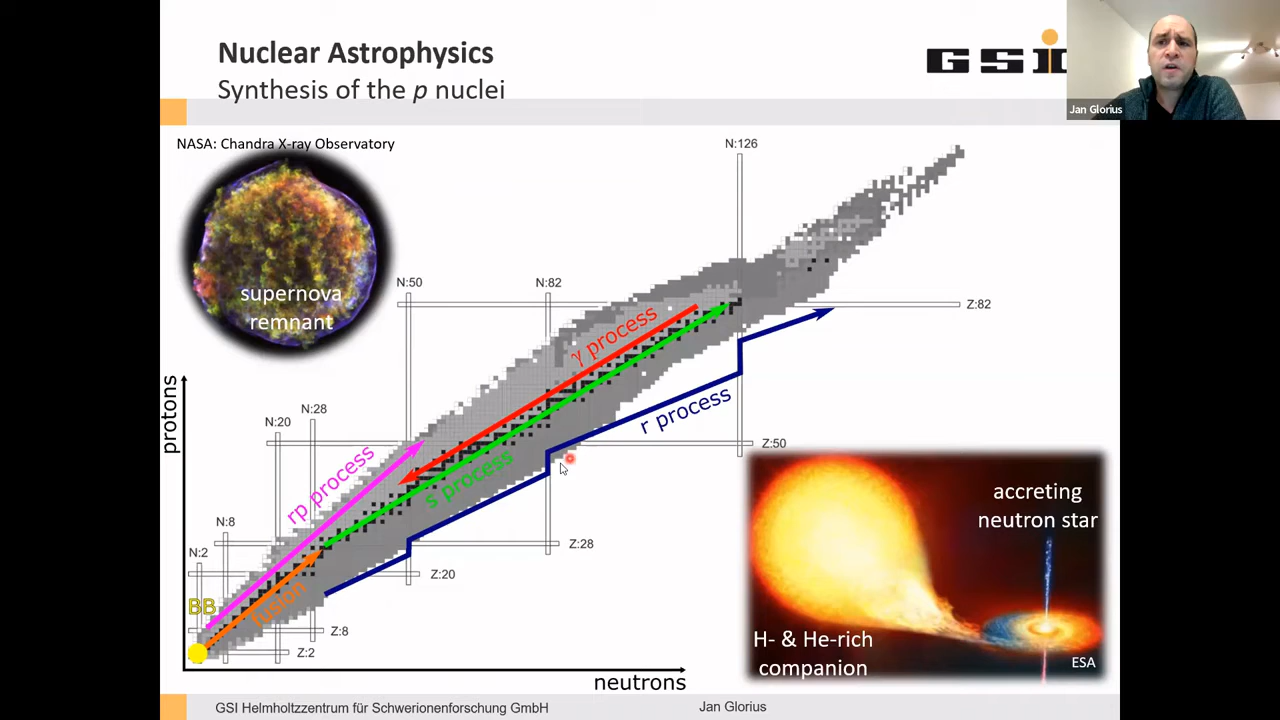 Nuclear Astrophysics
Synthesis of the p nuclei
GSI
Jan Glorius
NASA: Chandra X-ray Observatory
supernova
remnant
N:126
N:50
N:82
Z:82
γ process
r process
s process
rp process
protons
N:20
N:28
Z:50
N:8
N:2
Z:28
Z:20
BB
fusion
Z:8
Z:2
neutrons
accreting
neutron star
H- & He-rich
companion
ESA
GSI Helmholtzzentrum für Schwerionenforschung GmbH
Jan Glorius